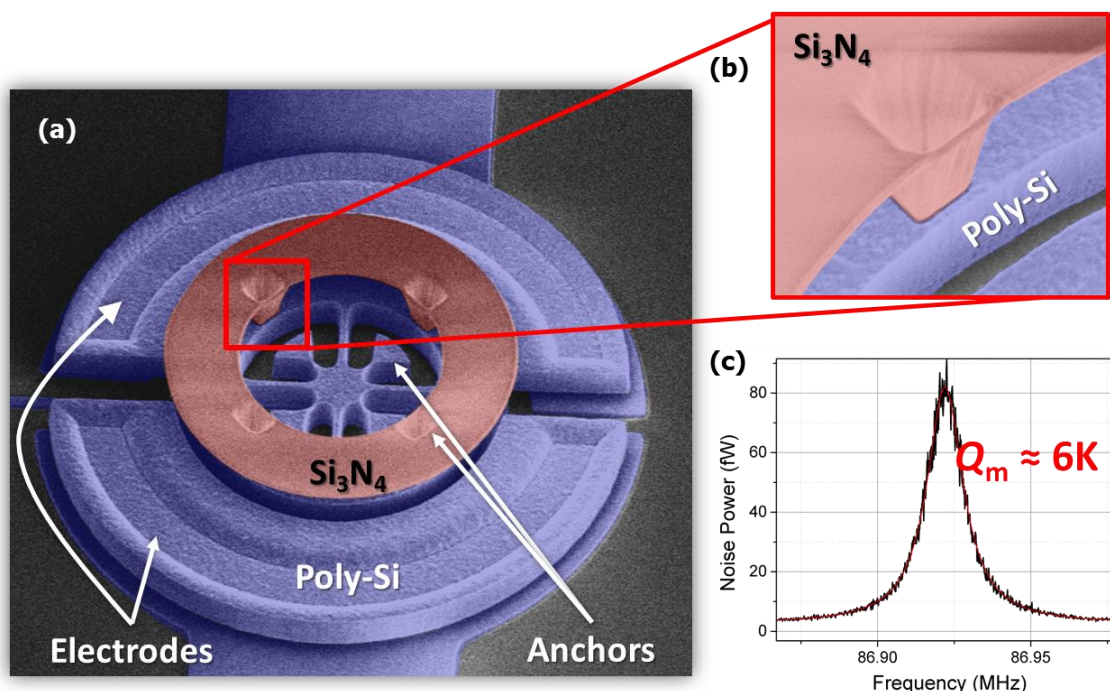 (a)
Si₃N₄
Poly-Si
Electrodes
Anchors
(b)
Si₃N₄
Poly-Si
(c)
Qm ≈ 6K
Noise Power (fW)
80
60
40
20
0
86.90
86.95
Frequency (MHz)